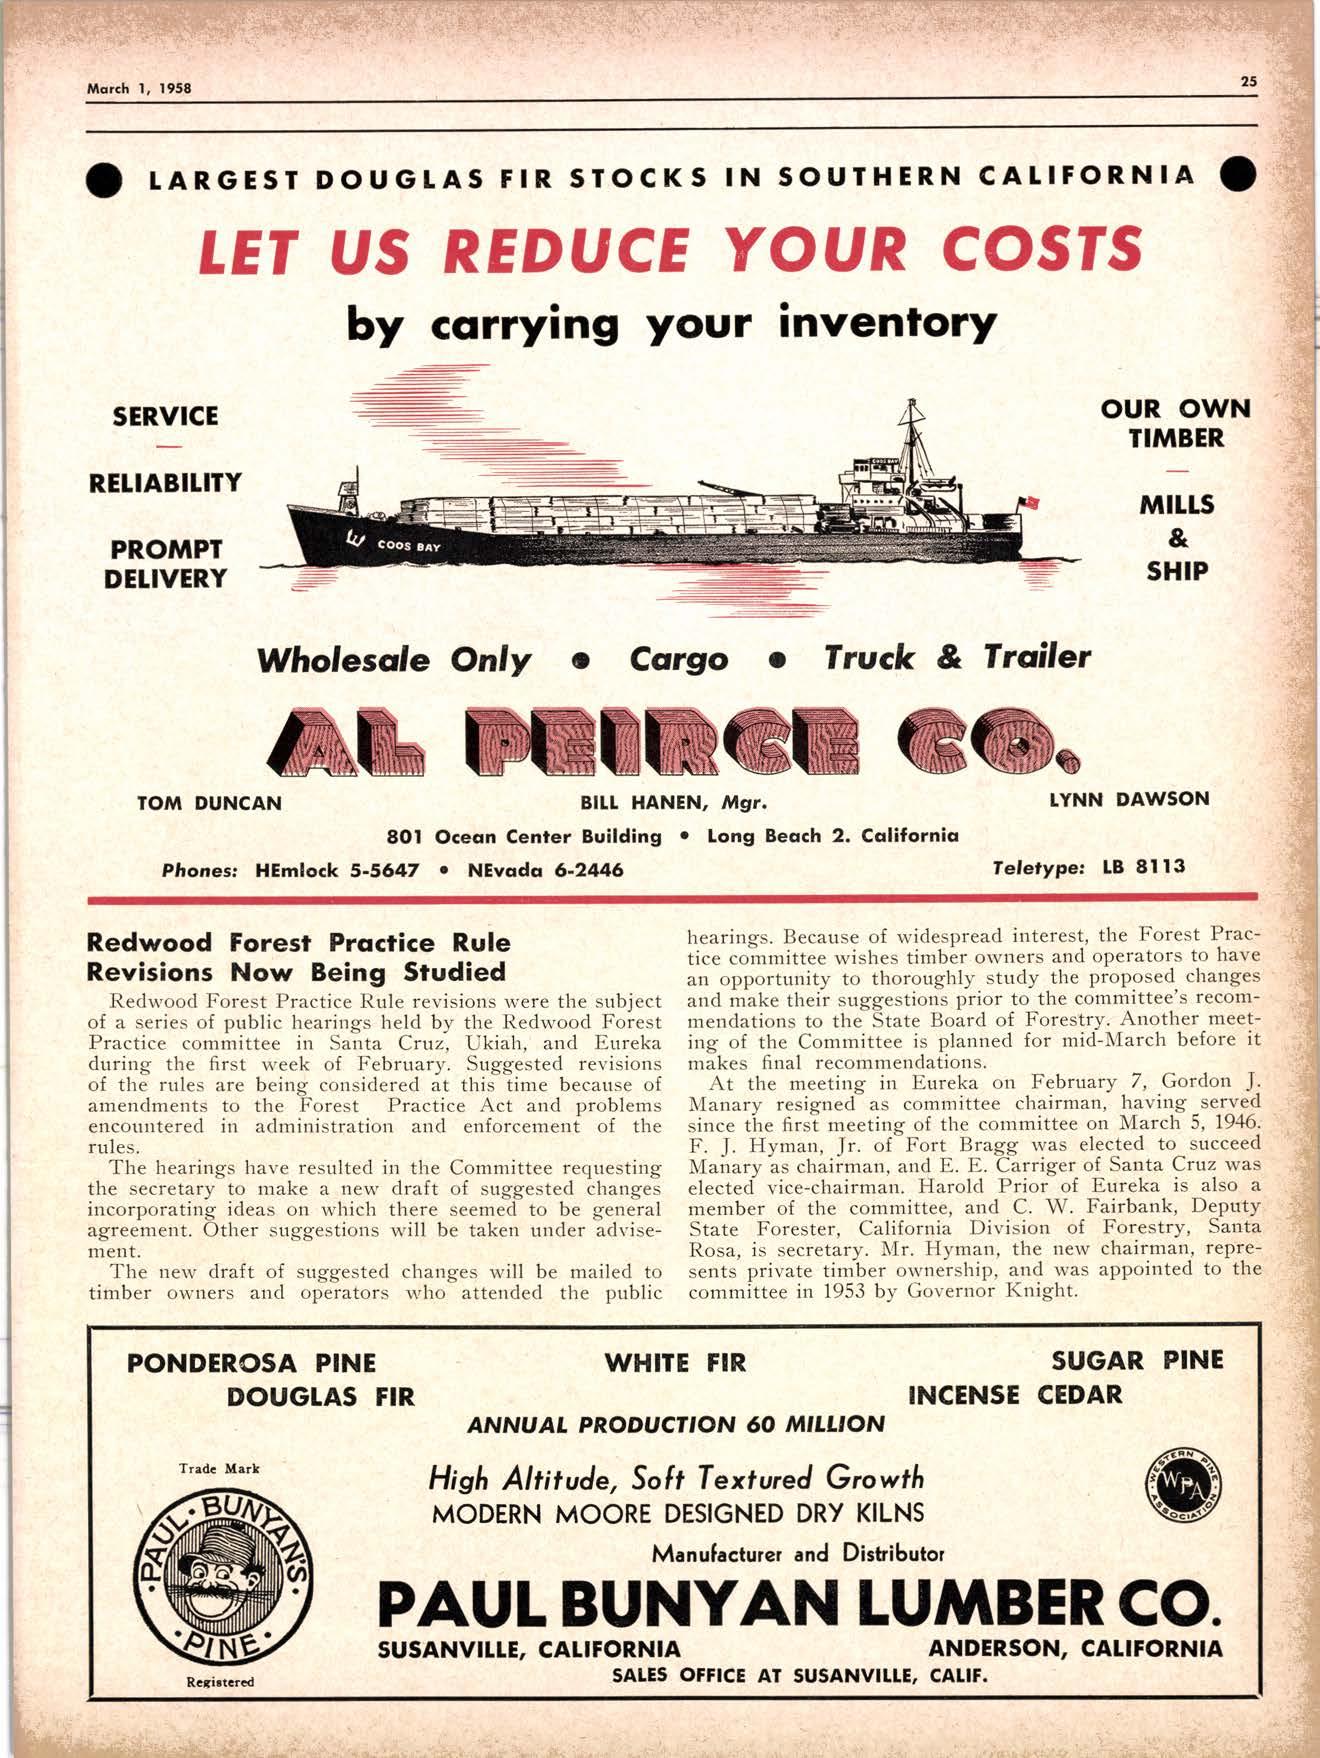 March 1, 1958
25
LARGEST DOUGLAS FIR STOCKS IN SOUTHERN CALIFORNIA
LET US REDUCE YOUR COSTS
by carrying your inventory
SERVICE
RELIABILITY
PROMPT
DELIVERY
OUR OWN
TIMBER
MILLS
&
SHIP
COOS BAY
W COOS BAY
Wholesale Only • Cargo • Truck & Trailer
AL PEIRCE CO.
TOM DUNCAN
BILL HANEN, Mgr.
LYNN DAWSON
801 Ocean Center Building • Long Beach 2. California
Phones: HEmlock 5-5647 • NEvada 6-2446
Teletype: LB 8113
Redwood Forest Practice Rule
Revisions Now Being Studied
Redwood Forest Practice Rule revisions were the subject
of a series of public hearings held by the Redwood Forest
Practice committee in Santa Cruz, Ukiah, and Eureka
during the first week of February. Suggested revisions
of the rules are being considered at this time because of
amendments to the Forest Practice Act and problems
encountered in administration and enforcement of the
rules.
The hearings have resulted in the Committee requesting
the secretary to make a new draft of suggested changes
incorporating ideas on which there seemed to be general
agreement. Other suggestions will be taken under advise-
ment.
The new draft of suggested changes will be mailed to
timber owners and operators who attended the public
hearings. Because of widespread interest, the Forest Prac-
tice committee wishes timber owners and operators to have
an opportunity to thoroughly study the proposed changes
and make their suggestions prior to the committee's recom-
mendations to the State Board of Forestry. Another meet-
ing of the Committee is planned for mid-March before it
makes final recommendations.
At the meeting in Eureka on February 7, Gordon J.
Manary resigned as committee chairman, having served
since the first meeting of the committee on March 5, 1946.
F. J. Hyman, Jr. of Fort Bragg was elected to succeed
Manary as chairman, and E. E. Carriger of Santa Cruz was
elected vice-chairman. Harold Prior of Eureka is also a
member of the committee, and C. W. Fairbank, Deputy
State Forester, California Division of Forestry, Santa
Rosa, is secretary. Mr. Hyman, the new chairman, repre-
sents private timber ownership, and was appointed to the
committee in 1953 by Governor Knight.
PONDEROSA PINE
WHITE FIR
SUGAR PINE
DOUGLAS FIR
INCENSE CEDAR
ANNUAL PRODUCTION 60 MILLION
Trade Mark
PAUL • BUNYAN'S
• PINE •
Registered
High Altitude, Soft Textured Growth
MODERN MOORE DESIGNED DRY KILNS
WESTERN PINE
WPA
ASSOCIATION
Manufacturer and Distributor
PAUL BUNYAN LUMBER CO.
SUSANVILLE, CALIFORNIA
ANDERSON, CALIFORNIA
SALES OFFICE AT SUSANVILLE, CALIF.